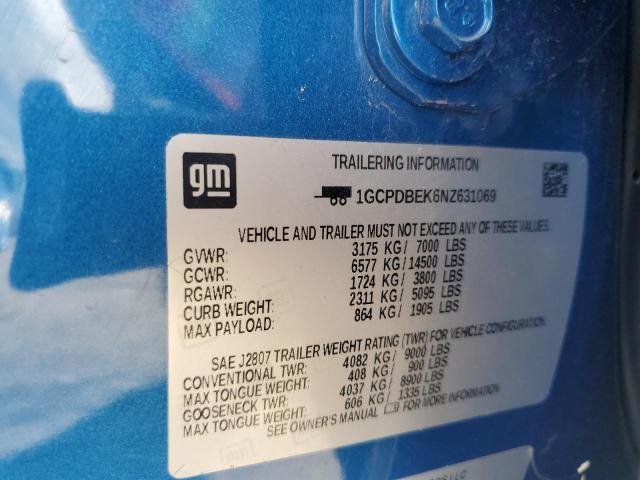 gm
TRAILERING INFORMATION
1GCPDBEK6NZ631069
VEHICLE AND TRAILER MUST NOT EXCEED ANY OF THESE VALUES.
GVWR: 3175 KG / 7000 LBS
GCWR: 6577 KG / 14500 LBS
RGAWR: 1724 KG / 3800 LBS
CURB WEIGHT: 2311 KG / 5095 LBS
MAX PAYLOAD: 864 KG / 1905 LBS
SAE J2807 TRAILER WEIGHT RATING (TWR) FOR VEHICLE CONFIGURATION:
CONVENTIONAL TWR: 4082 KG / 9000 LBS
MAX TONGUE WEIGHT: 408 KG / 900 LBS
GOOSENECK TWR: 4037 KG / 8900 LBS
MAX TONGUE WEIGHT: 606 KG / 1335 LBS
SEE OWNER'S MANUAL FOR MORE INFORMATION
LLC